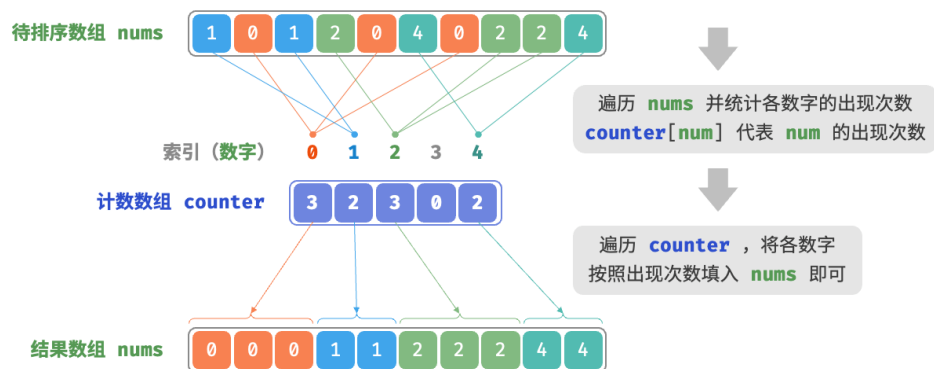 待排序数组 nums 1 0 1 2 0 4 0 2 2 4
遍历 nums 并统计各数字的出现次数
counter[num] 代表 num 的出现次数
索引（数字） 0 1 2 3 4
计数数组 counter 3 2 3 0 2
遍历 counter ，将各数字
按照出现次数填入 nums 即可
结果数组 nums 0 0 0 1 1 2 2 2 4 4